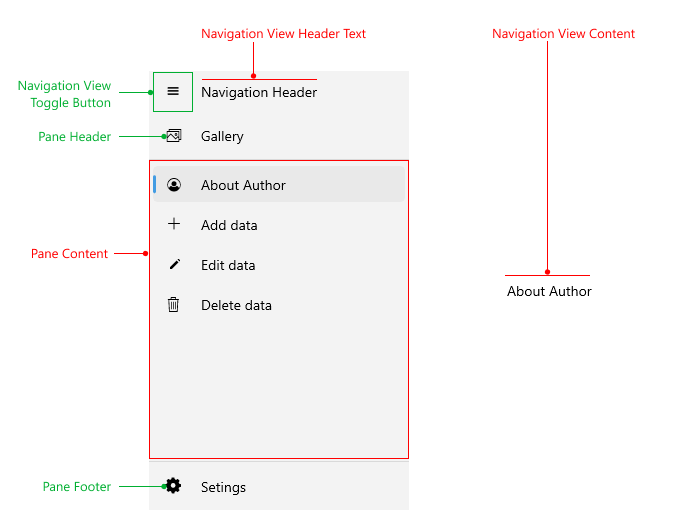 Navigation View Header Text
Navigation View Content
Navigation View
Toggle Button
Navigation Header
Pane Header
Gallery
About Author
Add data
Pane Content
Edit data
About Author
Delete data
Pane Footer
Setings